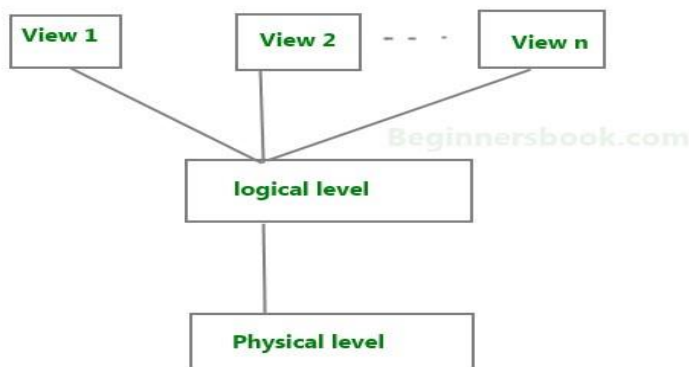 View 1
View 2
View n
Beginnersbook.com
logical level
Physical level